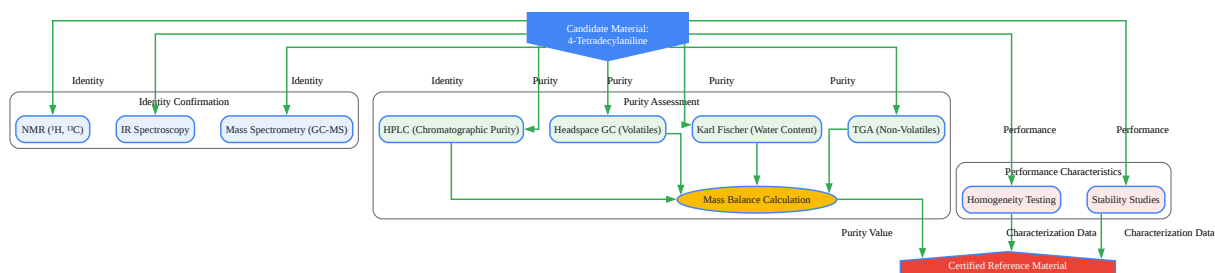 Candidate Material:
4-Tetradecylaniline
Identity
Identity
Identity
Purity
Purity
Purity
Purity
Identity Confirmation
NMR (¹H, ¹³C)
IR Spectroscopy
Mass Spectrometry (GC-MS)
Purity Assessment
HPLC (Chromatographic Purity)
Headspace GC (Volatiles)
Karl Fischer (Water Content)
TGA (Non-Volatiles)
Performance
Performance
Mass Balance Calculation
Performance Characteristics
Homogeneity Testing
Stability Studies
Purity Value
Characterization Data
Characterization Data
Certified Reference Material